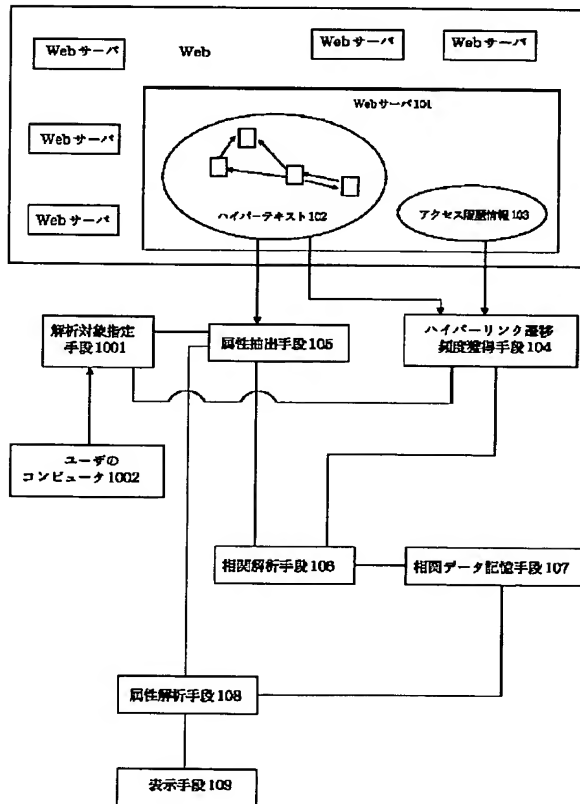 Webサーバ
Web
Webサーバ
Webサーバ
Webサーバ101
Webサーバ
ハイパーテキスト102
アクセス履歴情報103
Webサーバ
解析対象指定
手段1001
属性抽出手段105
ハイパーリンク遷移
頻度獲得手段104
ユーザの
コンピュータ1002
相関解析手段106
相関データ記憶手段107
属性解析手段108
表示手段109